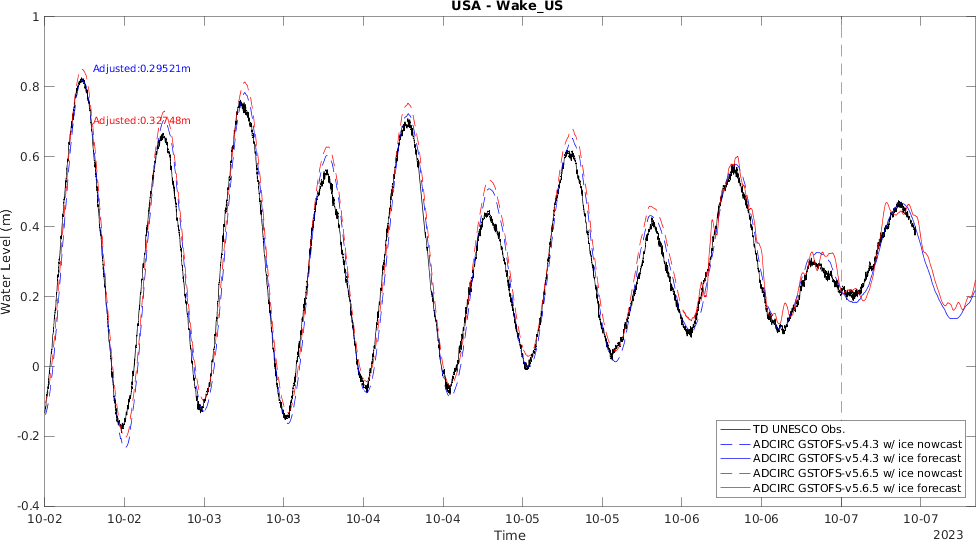 USA - Wake_US
1
0.8
0.6
0.4
0.2
0
-0.2
-0.4
Water Level (m)
Adjusted:0.29521m
Adjusted:0.32748m
TD UNESCO Obs.
ADCIRC GSTOFS-v5.4.3 w/ ice nowcast
ADCIRC GSTOFS-v5.4.3 w/ ice forecast
ADCIRC GSTOFS-v5.6.5 w/ ice nowcast
ADCIRC GSTOFS-v5.6.5 w/ ice forecast
10-02 10-02 10-03 10-03 10-04 10-04 10-05 10-05 10-06 10-06 10-07 10-07
Time
2023